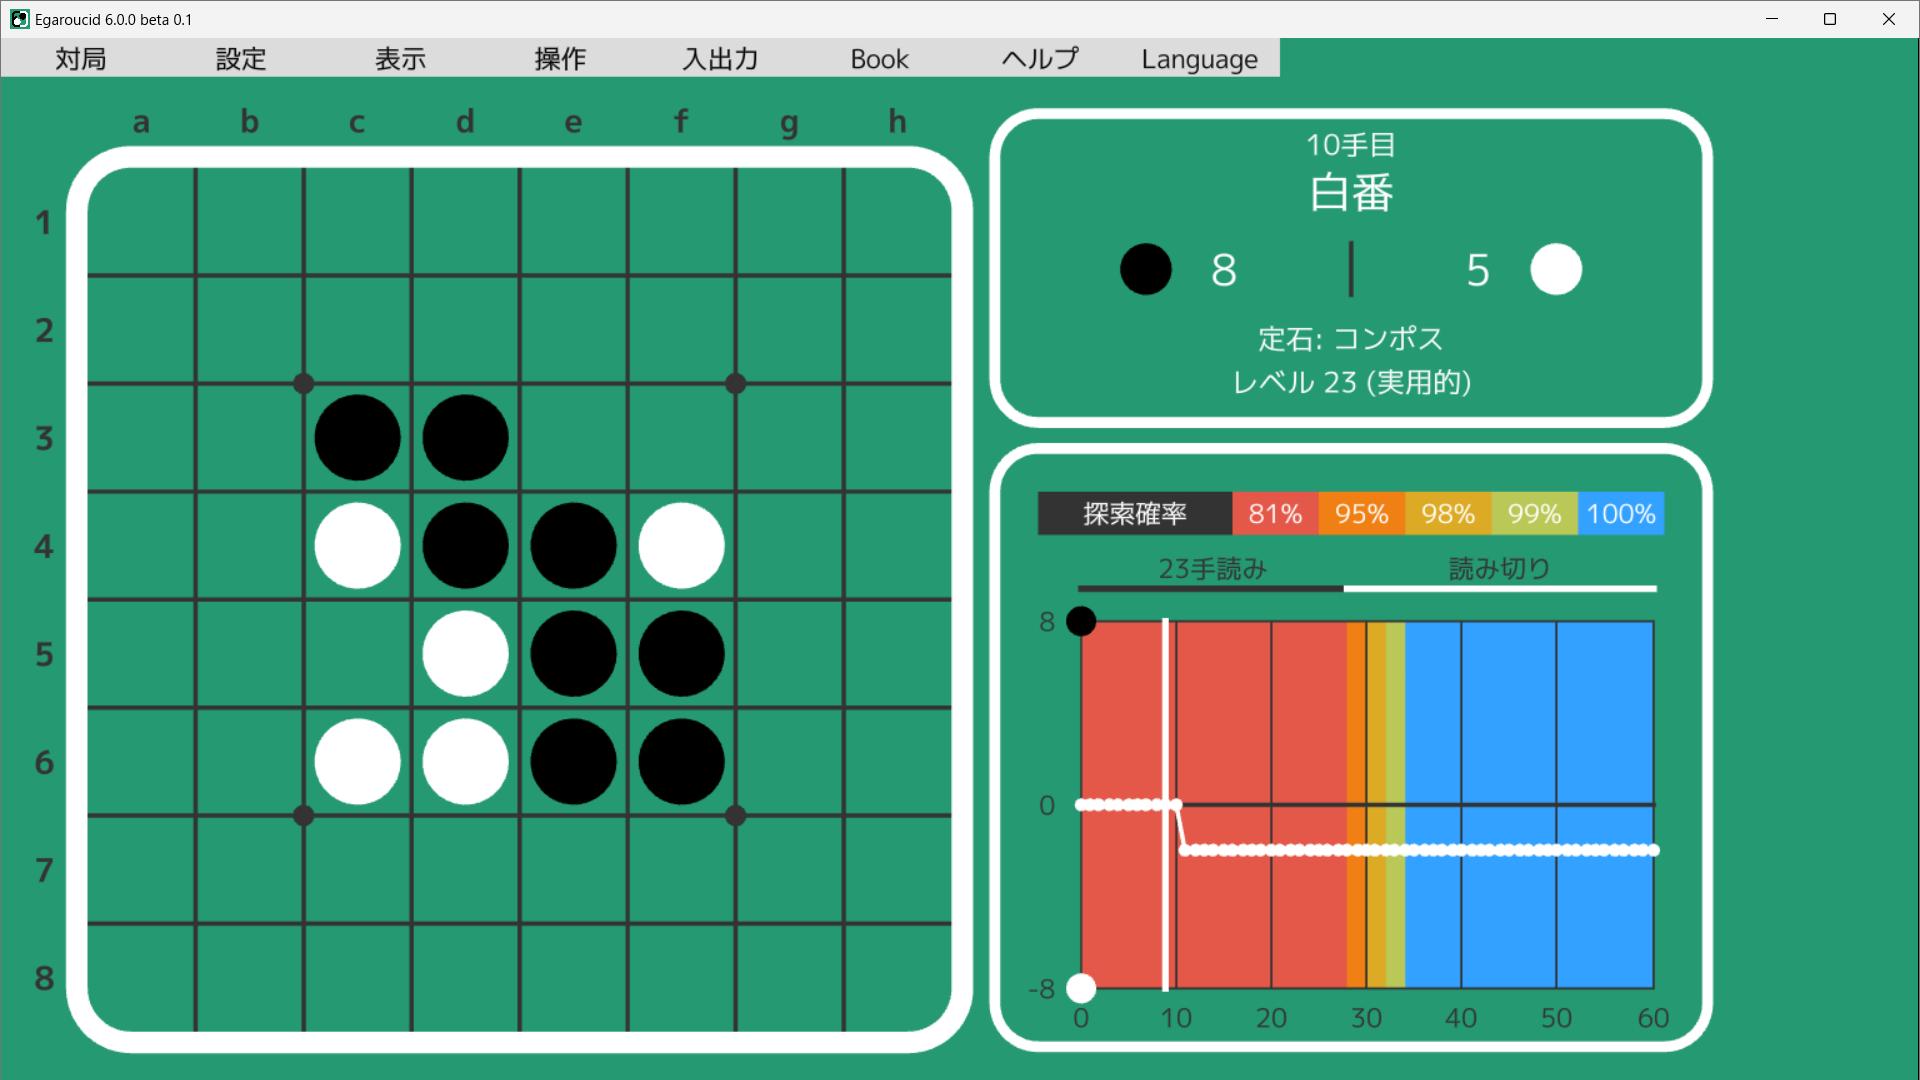 Egaroucid 6.0.0 beta 0.1
対局 設定 表示 操作 入出力 Book ヘルプ Language
a b c d e f g h
1
2
3
4
5
6
7
8
10手目
白番
8 5
定石: コンポス
レベル 23 (実用的)
探索確率 81% 95% 98% 99% 100%
23手読み 読み切り
8
0
-8
0 10 20 30 40 50 60